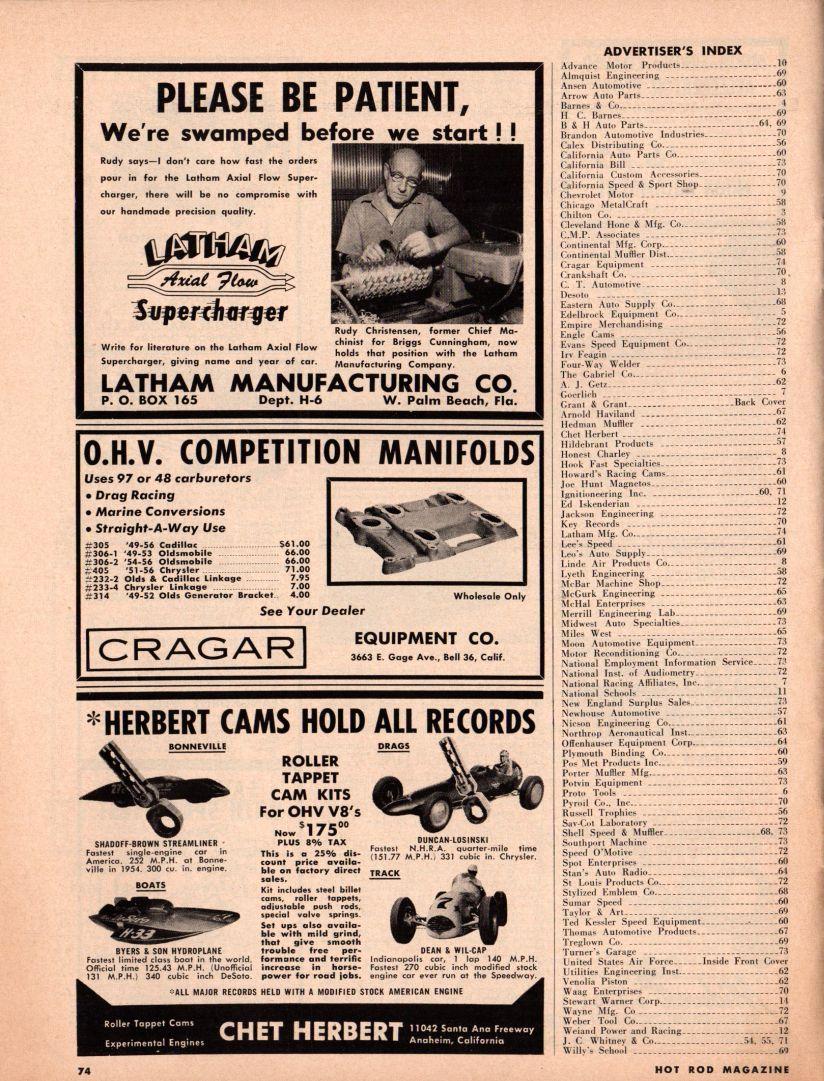 PLEASE BE PATIENT,
We're swamped before we start ! !
Rudy says—I don't care how fast the orders
pour in for the Latham Axial Flow Super-
charger, there will be no compromise with
our handmade precision quality.
LATHAM
Axial Flow
Supercharger
Write for literature on the Latham Axial Flow
Supercharger, giving name and year of car.
Rudy Christensen, former Chief Ma-
chinist for Briggs Cunningham, now
holds that position with the Latham
Manufacturing Company.
LATHAM MANUFACTURING CO.
P. O. BOX 165 Dept. H-6 W. Palm Beach, Fla.
O.H.V. COMPETITION MANIFOLDS
Uses 97 or 48 carburetors
• Drag Racing
• Marine Conversions
• Straight-A-Way Use
#305 '49-56 Cadillac $61.00
#306-1 '49-53 Oldsmobile 66.00
#306-2 '54-56 Oldsmobile 66.00
#405 '51-56 Chrysler 71.00
#232-2 Olds & Cadillac Linkage 7.95
#233-4 Chrysler Linkage 7.00
#314 '49-52 Olds Generator Bracket.. 4.00
Wholesale Only
See Your Dealer
CRAGAR
EQUIPMENT CO.
3663 E. Gage Ave., Bell 36, Calif.
*HERBERT CAMS HOLD ALL RECORDS
BONNEVILLE
SHADOFF-BROWN STREAMLINER
Fastest single-engine car in
America. 252 M.P.H. at Bonne-
ville in 1954. 300 cu. in. engine.
BOATS
H-33
BYERS & SON HYDROPLANE
Fastest limited class boat in the world.
Official time 125.43 M.P.H. (Unofficial
131 M.P.H.) 340 cubic inch DeSoto.
ROLLER
TAPPET
CAM KITS
For OHV V8's
Now $175.00
PLUS 8% TAX
This is a 25% dis-
count price availa-
ble on factory direct
sales.
Kit includes steel billet
cams, roller tappets,
adjustable push rods,
special valve springs.
Set ups also availa-
ble with mild grind,
that give smooth
trouble free per-
formance and terrific
increase in horse-
power for road jobs.
DRAGS
DUNCAN-LOSINSKI
Fastest N.H.R.A. quarter-mile time
(151.77 M.P.H.) 331 cubic in. Chrysler.
TRACK
DEAN & WIL-CAP
Indianapolis car, 1 lap 140 M.P.H.
Fastest 270 cubic inch modified stock
engine car ever run at the Speedway.
*ALL MAJOR RECORDS HELD WITH A MODIFIED STOCK AMERICAN ENGINE
Roller Tappet Cams
Experimental Engines
CHET HERBERT
11042 Santa Ana Freeway
Anaheim, California
ADVERTISER'S INDEX
Advance Motor Products 10
Almquist Engineering 69
Ansen Automotive 60
Arrow Auto Parts 63
Barnes & Co. 4
H. C. Barnes 69
B & H Auto Parts 64, 69
Brandon Automotive Industries 70
Calex Distributing Co. 56
California Auto Parts Co. 60
California Bill 73
California Custom Accessories 70
California Speed & Sport Shop 70
Chevrolet Motor 9
Chicago MetalCraft 58
Chilton Co. 3
Cleveland Hone & Mfg. Co. 58
C.M.P. Associates 73
Continental Mfg. Corp. 60
Continental Muffler Dist. 58
Cragar Equipment 74
Crankshaft Co. 70
C. T. Automotive 8
Desoto 13
Eastern Auto Supply Co. 68
Edelbrock Equipment Co. 5
Empire Merchandising 72
Engle Cams 56
Evans Speed Equipment Co. 72
Irv Feagin 72
Four-Way Welder 73
The Gabriel Co. 6
A. J. Getz 62
Goerlich 7
Grant & Grant Back Cover
Arnold Haviland 67
Hedman Muffler 62
Chet Herbert 74
Hildebrant Products 57
Honest Charley 8
Hook Fast Specialties 73
Howard's Racing Cams 61
Joe Hunt Magnetos 60
Ignitioneering Inc. 60, 71
Ed Iskenderian 12
Jackson Engineering 72
Key Records 70
Latham Mfg. Co. 74
Lee's Speed 61
Leo's Auto Supply 69
Linde Air Products Co. 8
Lyeth Engineering 58
McBar Machine Shop 72
McGurk Engineering 65
McHal Enterprises 63
Merrill Engineering Lab. 69
Midwest Auto Specialties 73
Miles West 65
Moon Automotive Equipment 73
Motor Reconditioning Co. 72
National Employment Information Service 73
National Inst. of Audiometry 72
National Racing Affiliates, Inc. 7
National Schools 11
New England Surplus Sales 73
Newhouse Automotive 57
Nicson Engineering Co. 61
Northrop Aeronautical Inst. 63
Offenhauser Equipment Corp. 64
Plymouth Binding Co. 60
Pos Met Products Inc. 59
Porter Muffler Mfg. 63
Potvin Equipment 73
Proto Tools 6
Pyroil Co., Inc. 70
Russell Trophies 56
Sav-Cot Laboratory 72
Shell Speed & Muffler 68, 73
Southport Machine 73
Speed O'Motive 72
Spot Enterprises 60
Stan's Auto Radio 64
St Louis Products Co. 72
Stylized Emblem Co. 68
Sumar Speed 60
Taylor & Art 69
Ted Kessler Speed Equipment 60
Thomas Automotive Products 67
Treglown Co. 69
Turner's Garage 73
United States Air Force Inside Front Cover
Utilities Engineering Inst. 62
Venolia Piston 62
Waag Enterprises 70
Stewart Warner Corp. 14
Wayne Mfg. Co 72
Weber Tool Co. 67
Weiand Power and Racing 12
J. C Whitney & Co. 54, 55, 71
Willy's School 69
74
HOT ROD MAGAZINE